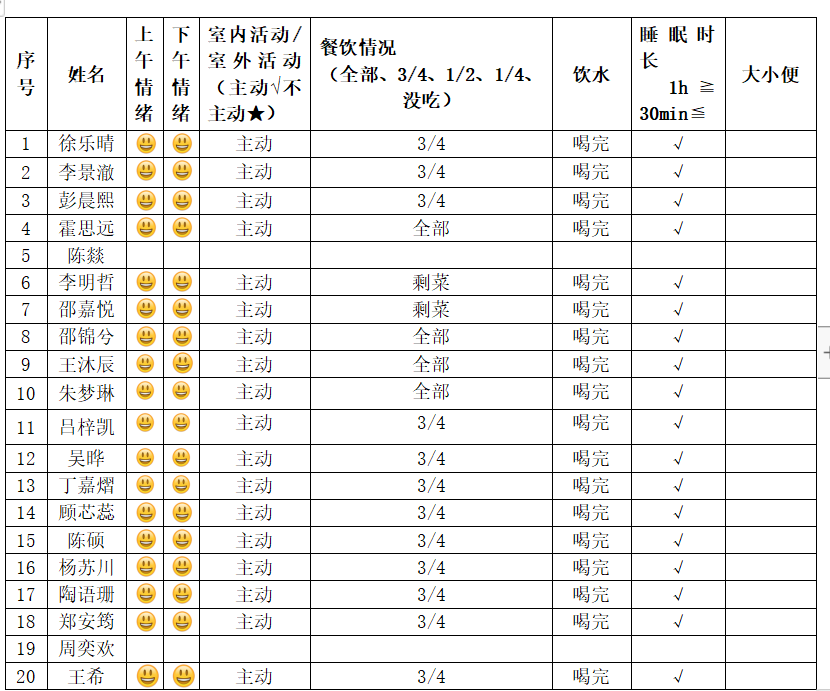 序号 姓名 上午情绪 下午情绪 室内活动/室外活动（主动√不主动★） 餐饮情况（全部、3/4、1/2、1/4、没吃） 饮水 睡眠时长 1h ≧ 30min≦ 大小便
1 徐乐晴 😃 😃 主动 3/4 喝完 √
2 李景澈 😃 😃 主动 3/4 喝完 √
3 彭晨熙 😃 😃 主动 3/4 喝完 √
4 霍思远 😃 😃 主动 全部 喝完 √
5 陈燚
6 李明哲 😃 😃 主动 剩菜 喝完 √
7 邵嘉悦 😃 😃 主动 剩菜 喝完 √
8 邵锦兮 😃 😃 主动 全部 喝完 √
9 王沐辰 😃 😃 主动 全部 喝完 √
10 朱梦琳 😃 😃 主动 全部 喝完 √
11 吕梓凯 😃 😃 主动 3/4 喝完 √
12 吴晔 😃 😃 主动 3/4 喝完 √
13 丁嘉熠 😃 😃 主动 3/4 喝完 √
14 顾芯蕊 😃 😃 主动 3/4 喝完 √
15 陈硕 😃 😃 主动 3/4 喝完 √
16 杨苏川 😃 😃 主动 3/4 喝完 √
17 陶语珊 😃 😃 主动 3/4 喝完 √
18 郑安筠 😃 😃 主动 3/4 喝完 √
19 周奕欢
20 王希 😃 😃 主动 3/4 喝完 √